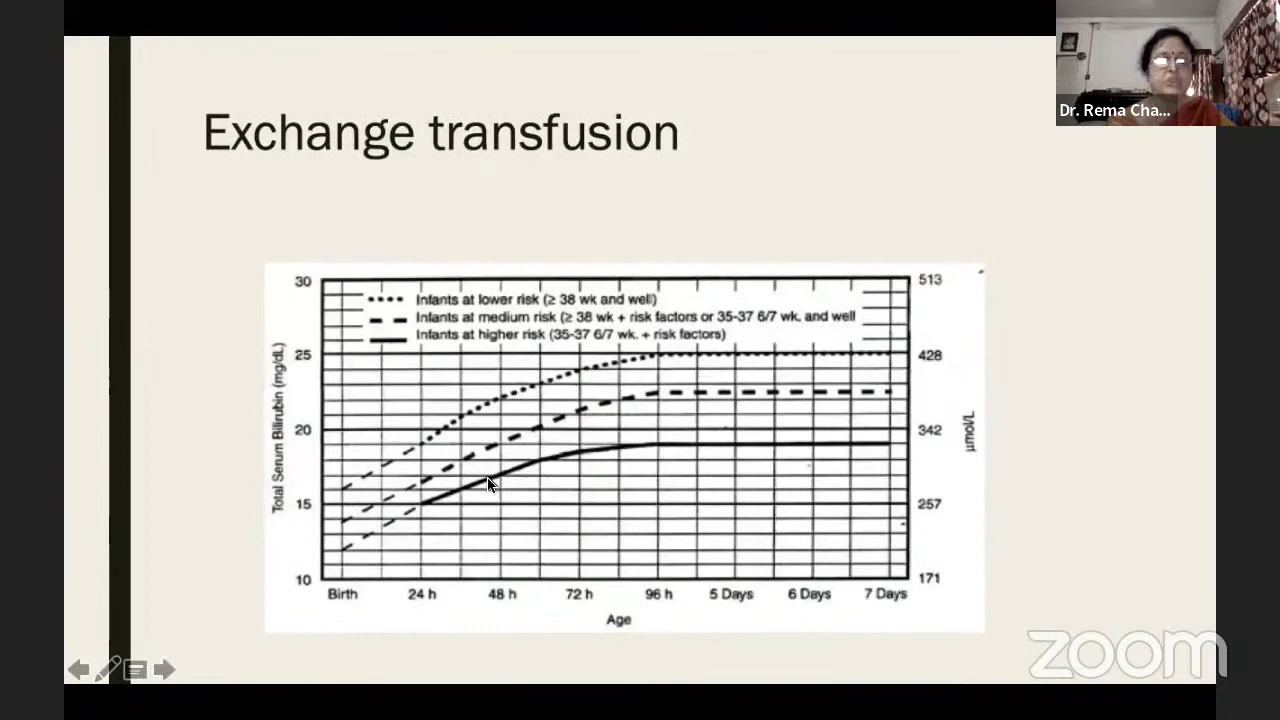 Dr. Rema Cha...
Exchange transfusion
30
25
20
15
10
Total Serum Bilirubin (mg/dL)
Infants at lower risk (≥ 38 wk and well)
Infants at medium risk (≥ 38 wk + risk factors or 35-37 6/7 wk. and well
Infants at higher risk (35-37 6/7 wk. + risk factors)
513
428
342
257
171
µmol/L
Birth 24 h 48 h 72 h 96 h 5 Days 6 Days 7 Days
Age
zoom